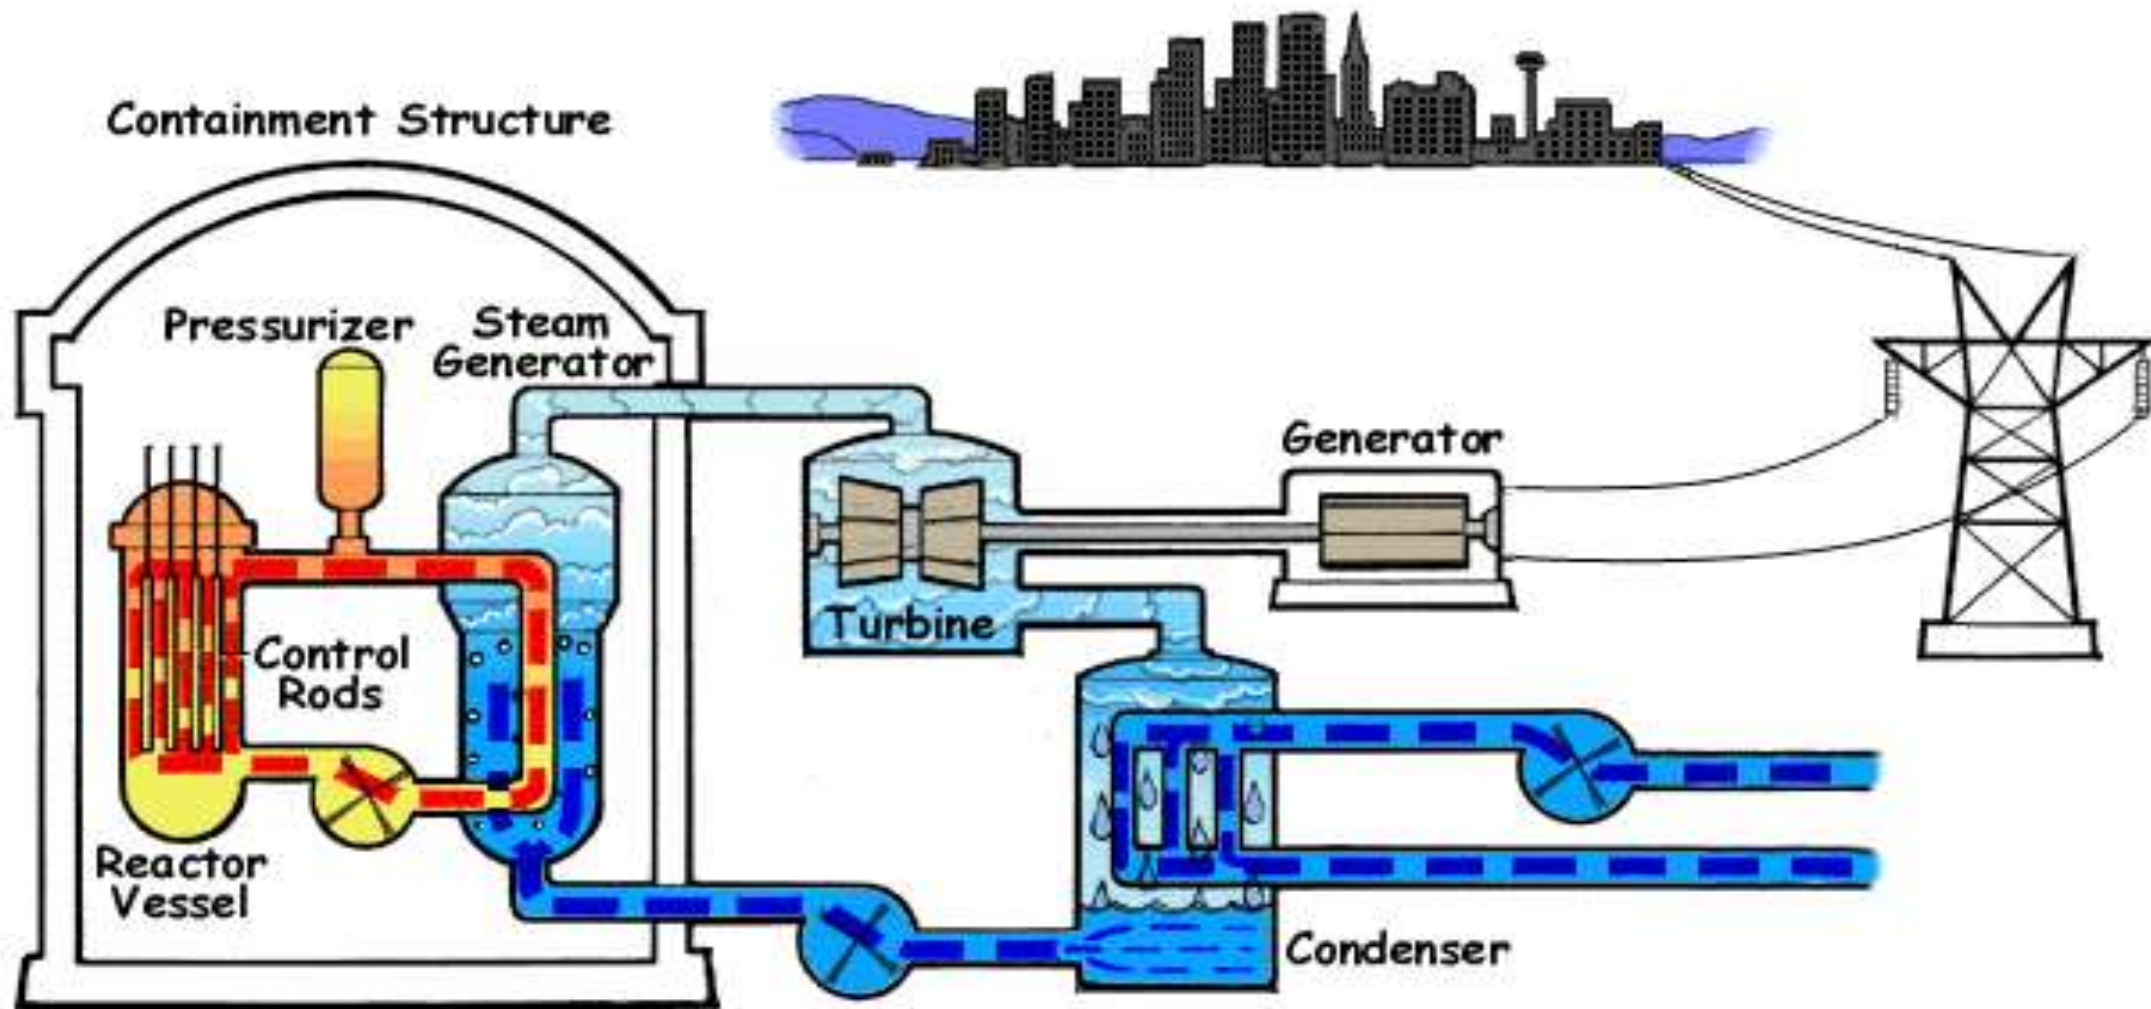 Containment Structure
Pressurizer
Steam
Generator
Generator
Control
Rods
Turbine
Reactor
Vessel
Condenser